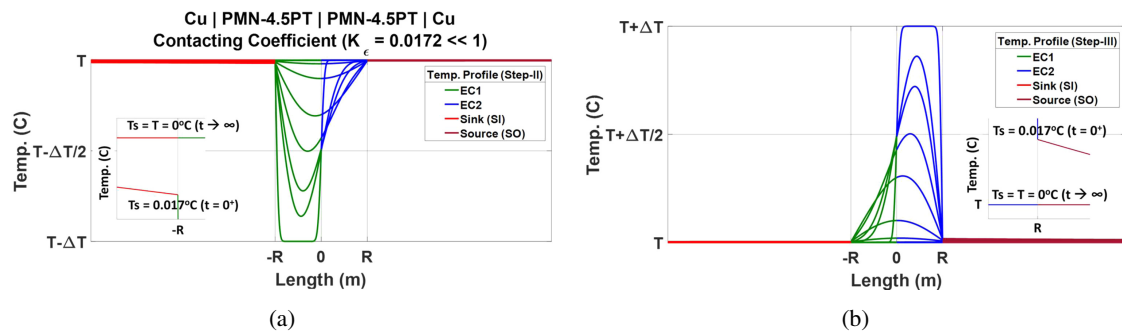 Cu | PMN-4.5PT | PMN-4.5PT | Cu
Contacting Coefficient (K_ϵ = 0.0172 << 1)
T
T-ΔT/2
T-ΔT
Temp. (C)
Temp. Profile (Step-II)
EC1
EC2
Sink (SI)
Source (SO)
Ts = T = 0°C (t → ∞)
Ts = 0.017°C (t = 0⁺)
Temp. (C)
-R
-R 0 R
Length (m)
(a)
T+ΔT
T+ΔT/2
T
Temp. (C)
Temp. Profile (Step-III)
EC1
EC2
Sink (SI)
Source (SO)
Ts = 0.017°C (t = 0⁺)
Ts = T = 0°C (t → ∞)
Temp. (C)
T
R
-R 0 R
Length (m)
(b)